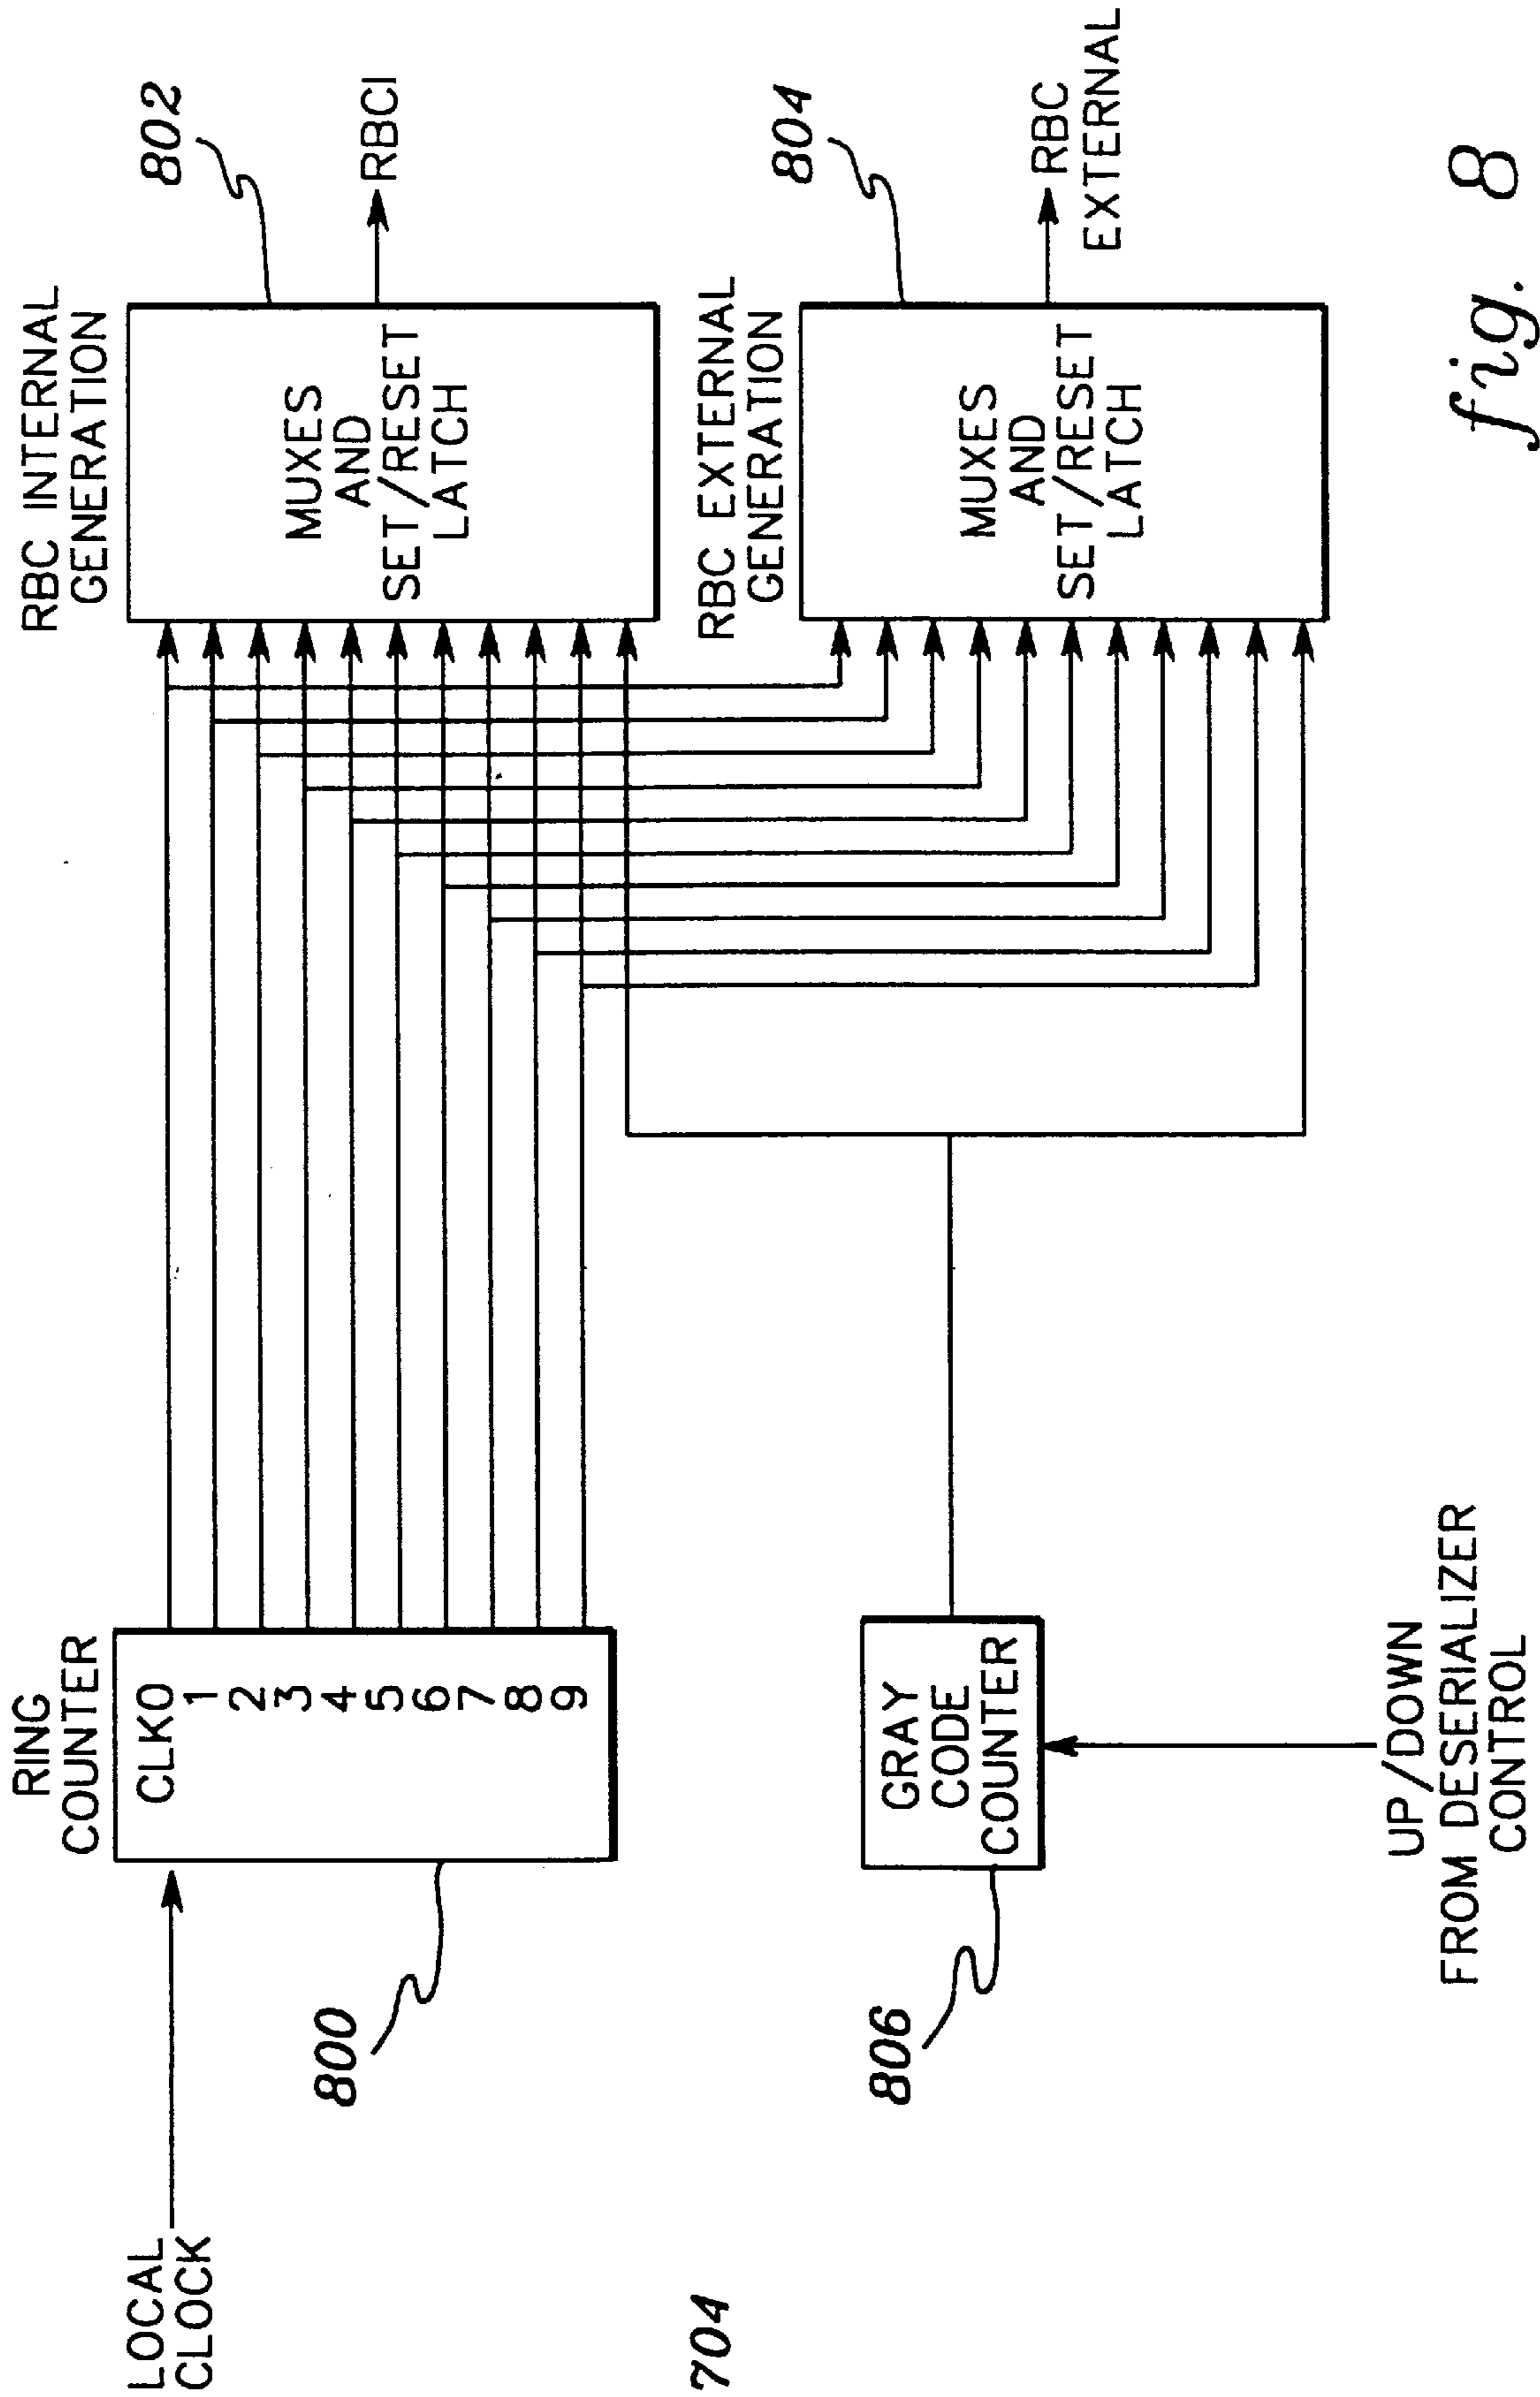 LOCAL
CLOCK
RING
COUNTER
CLK0
1
2
3
4
5
6
7
8
9
800
RBC INTERNAL
GENERATION
MUXES
AND
SET/RESET
LATCH
802
RBCI
RBC EXTERNAL
GENERATION
MUXES
AND
SET/RESET
LATCH
804
RBC
EXTERNAL
GRAY
CODE
COUNTER
806
UP/DOWN
FROM DESERIALIZER
CONTROL
704
fig. 8